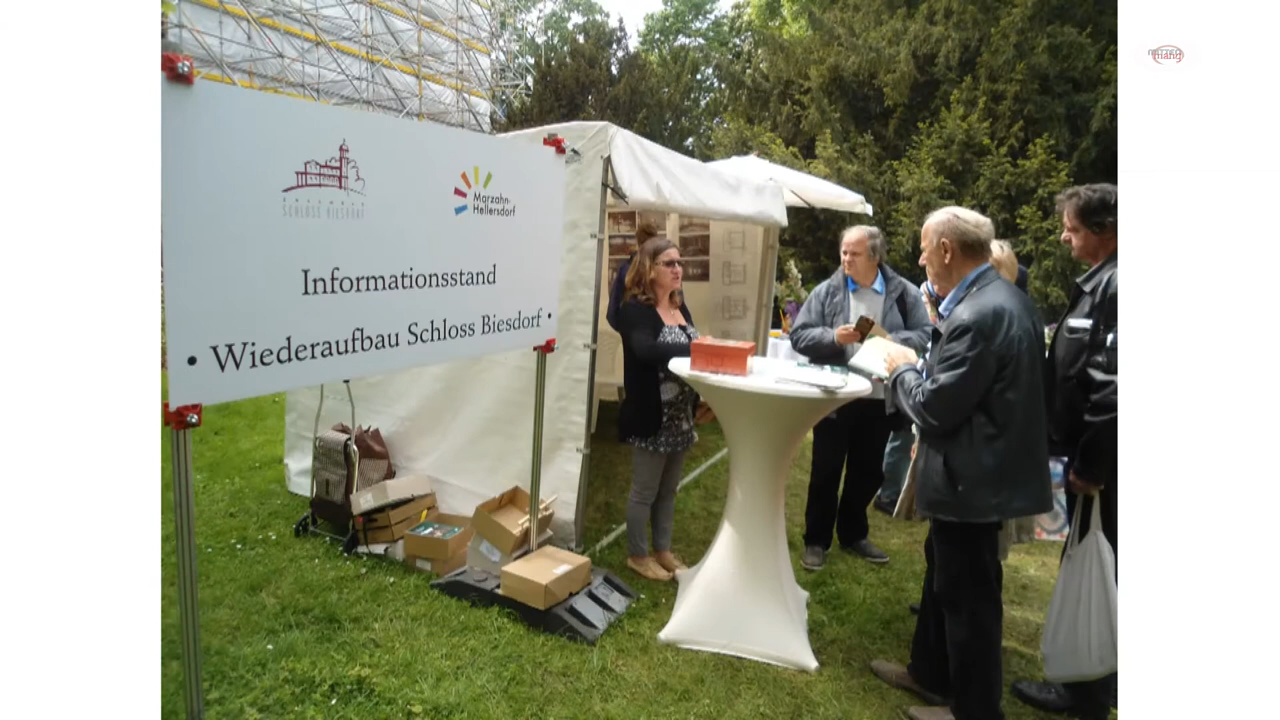 SCHLOSS BIESDORF
Marzahn-
Hellersdorf
Informationsstand
• Wiederaufbau Schloss Biesdorf •